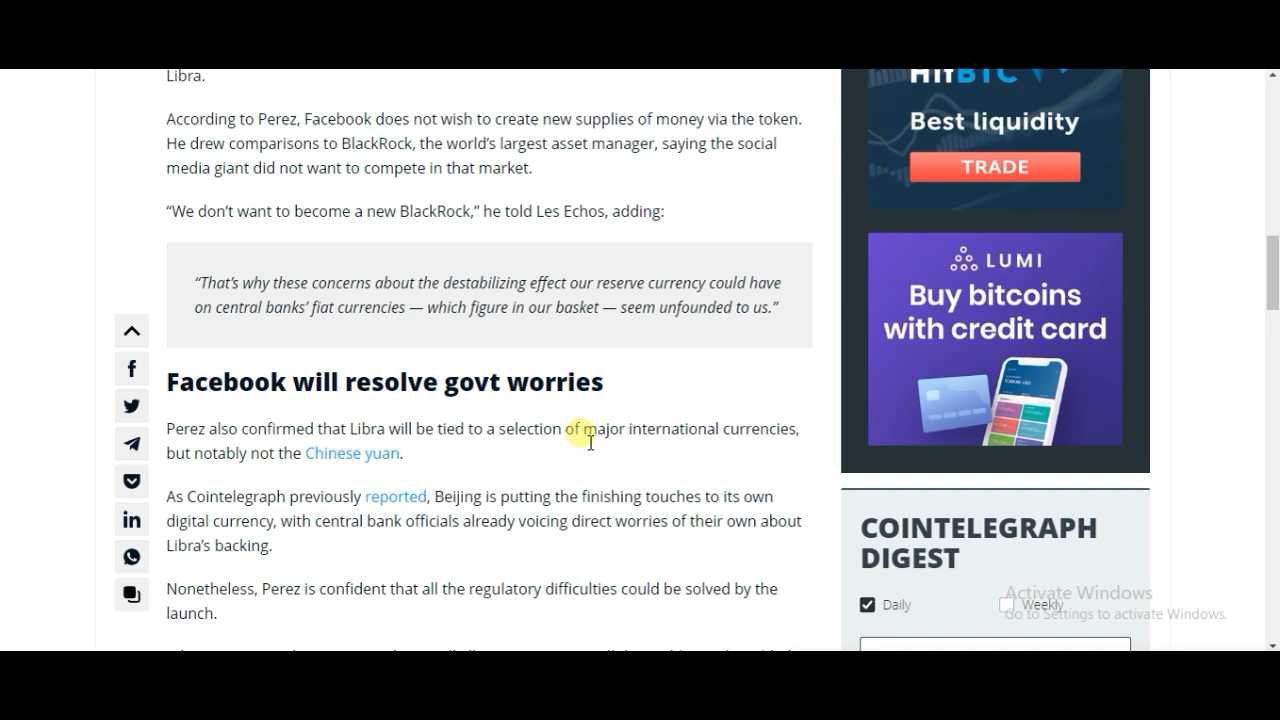 Libra.
According to Perez, Facebook does not wish to create new supplies of money via the token.
He drew comparisons to BlackRock, the world’s largest asset manager, saying the social
media giant did not want to compete in that market.
“We don’t want to become a new BlackRock,” he told Les Echos, adding:
“That’s why these concerns about the destabilizing effect our reserve currency could have
on central banks’ fiat currencies — which figure in our basket — seem unfounded to us.”
Facebook will resolve govt worries
Perez also confirmed that Libra will be tied to a selection of major international currencies,
but notably not the Chinese yuan.
As Cointelegraph previously reported, Beijing is putting the finishing touches to its own
digital currency, with central bank officials already voicing direct worries of their own about
Libra’s backing.
Nonetheless, Perez is confident that all the regulatory difficulties could be solved by the
launch.
HitBTC
Best liquidity
TRADE
LUMI
Buy bitcoins
with credit card
COINTELEGRAPH
DIGEST
Daily
Weekly
Activate Windows
Go to Settings to activate Windows.